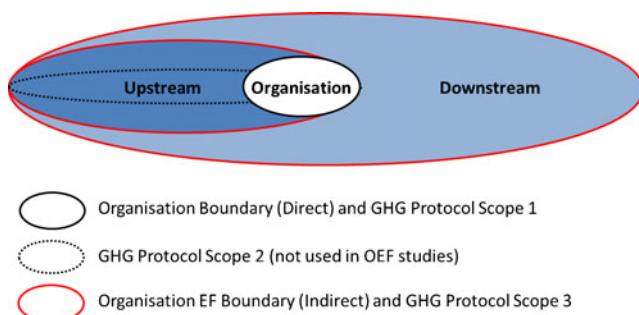 Upstream Organisation Downstream
Organisation Boundary (Direct) and GHG Protocol Scope 1
GHG Protocol Scope 2 (not used in OEF studies)
Organisation EF Boundary (Indirect) and GHG Protocol Scope 3